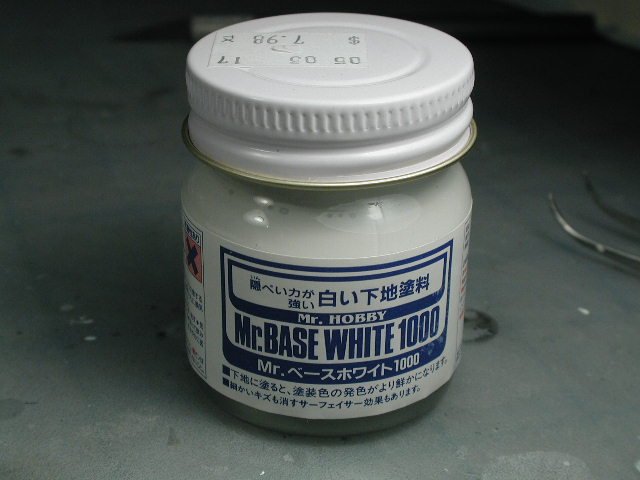 $ 7.98
05 05 17
隠ぺい力が
強い 白い下地塗料
Mr. HOBBY
Mr.BASE WHITE 1000
Mr.ベースホワイト1000
■下地に塗ると、塗装色の発色がより鮮かになります。
■細かいキズも消すサーフェイサー効果もあります。